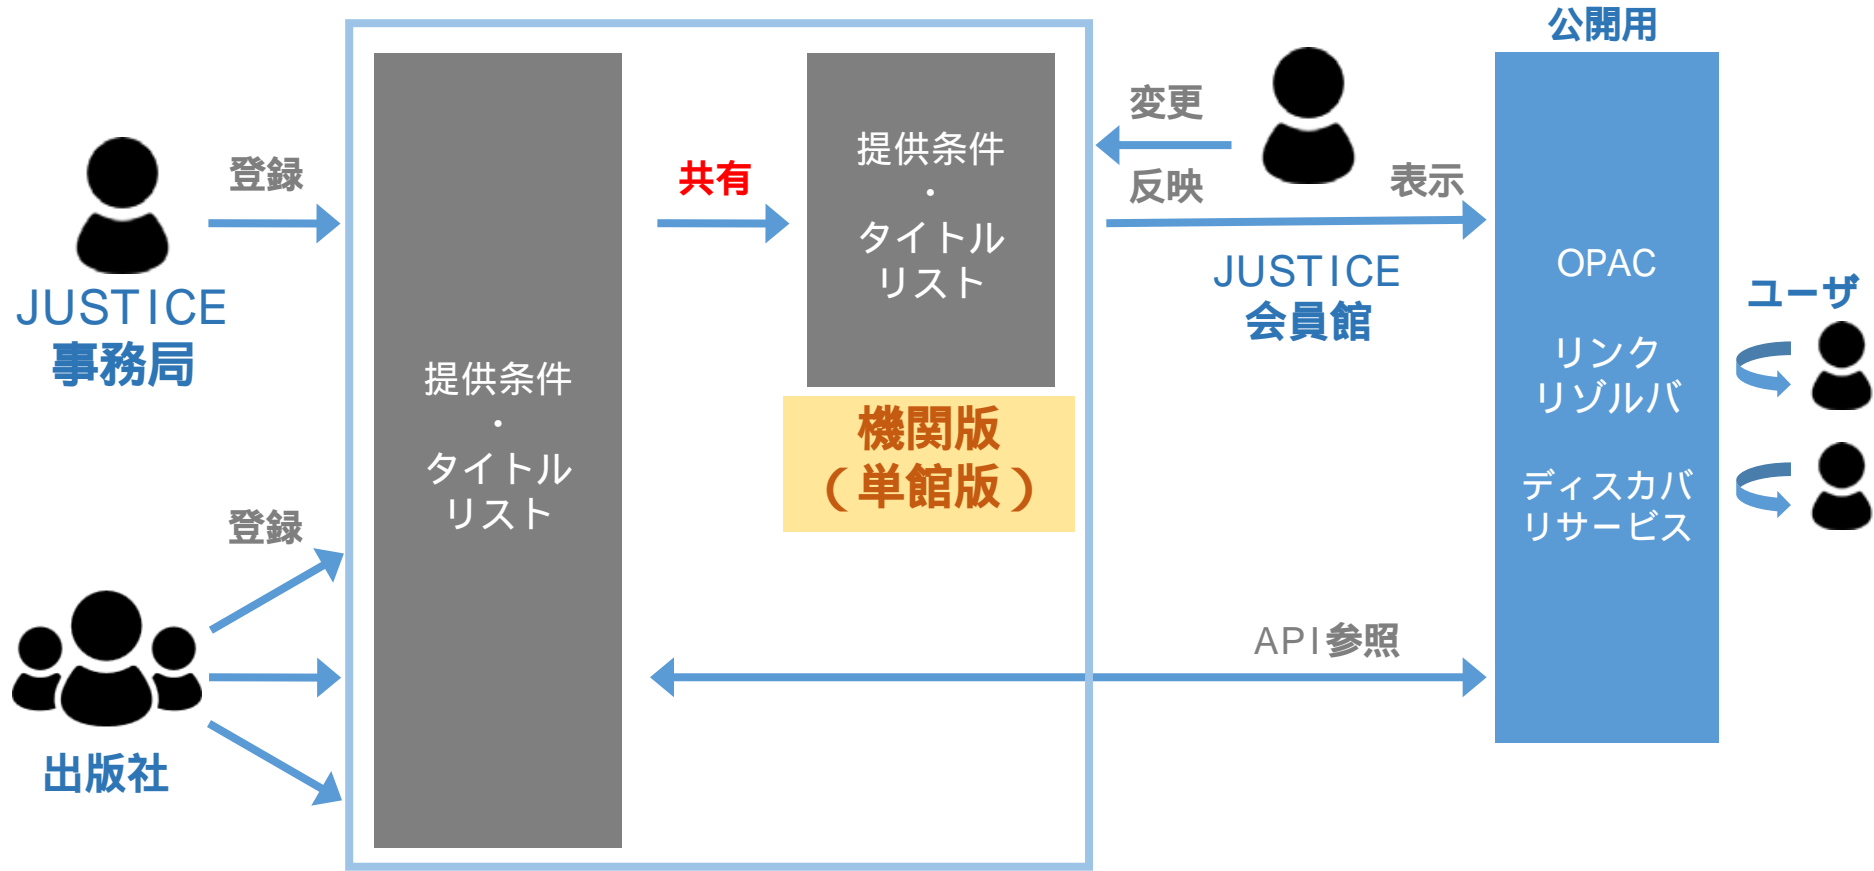 登録
JUSTICE
事務局
登録
出版社
提供条件
・
タイトル
リスト
共有
提供条件
・
タイトル
リスト
機関版
(単館版)
変更
反映
表示
JUSTICE
会員館
API参照
公開用
OPAC
リンク
リゾルバ
ディスカバ
リサービス
ユーザ